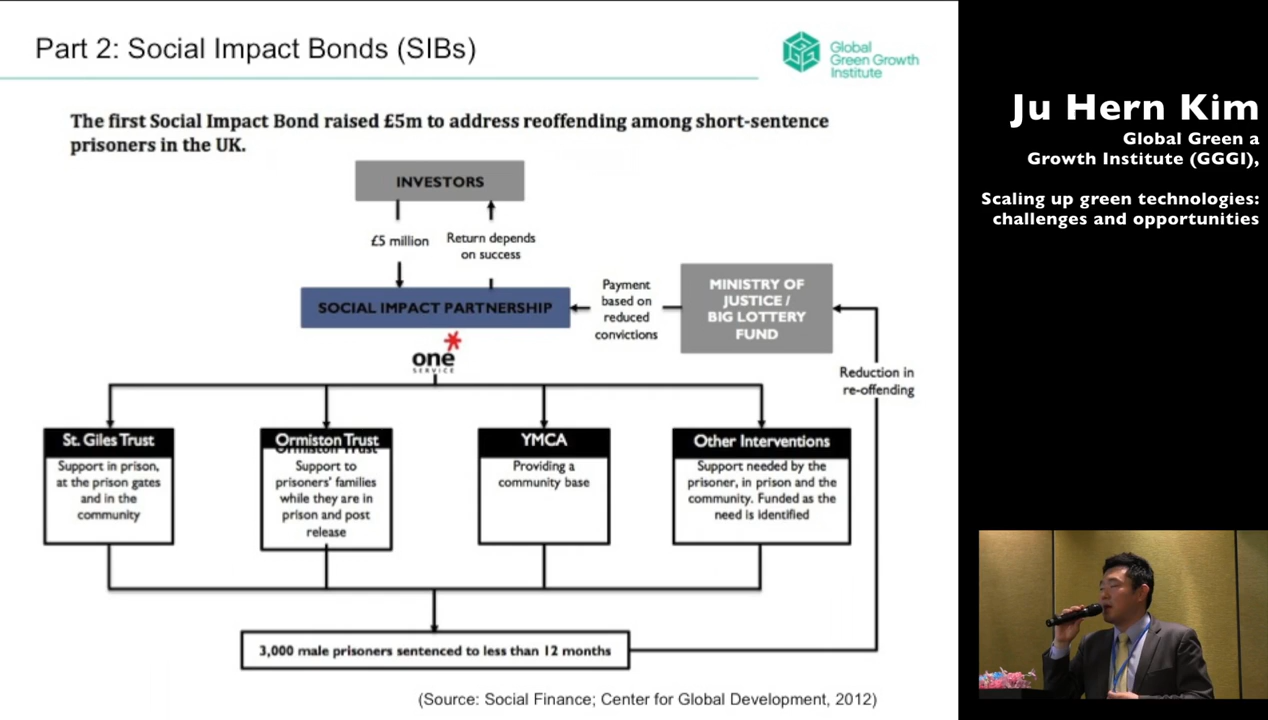 Part 2: Social Impact Bonds (SIBs)
Global
Green Growth
Institute
The first Social Impact Bond raised £5m to address reoffending among short-sentence
prisoners in the UK.
INVESTORS
£5 million
Return depends
on success
SOCIAL IMPACT PARTNERSHIP
Payment
based on
reduced
convictions
MINISTRY OF
JUSTICE /
BIG LOTTERY
FUND
one
SERVICE
Reduction in
re-offending
St. Giles Trust
Support in prison,
at the prison gates
and in the
community
Ormiston Trust
Ormiston Trust
Support to
prisoners' families
while they are in
prison and post
release
YMCA
Providing a
community base
Other Interventions
Support needed by the
prisoner, in prison and the
community. Funded as the
need is identified
3,000 male prisoners sentenced to less than 12 months
(Source: Social Finance; Center for Global Development, 2012)
Ju Hern Kim
Global Green a
Growth Institute (GGGI),
Scaling up green technologies:
challenges and opportunities